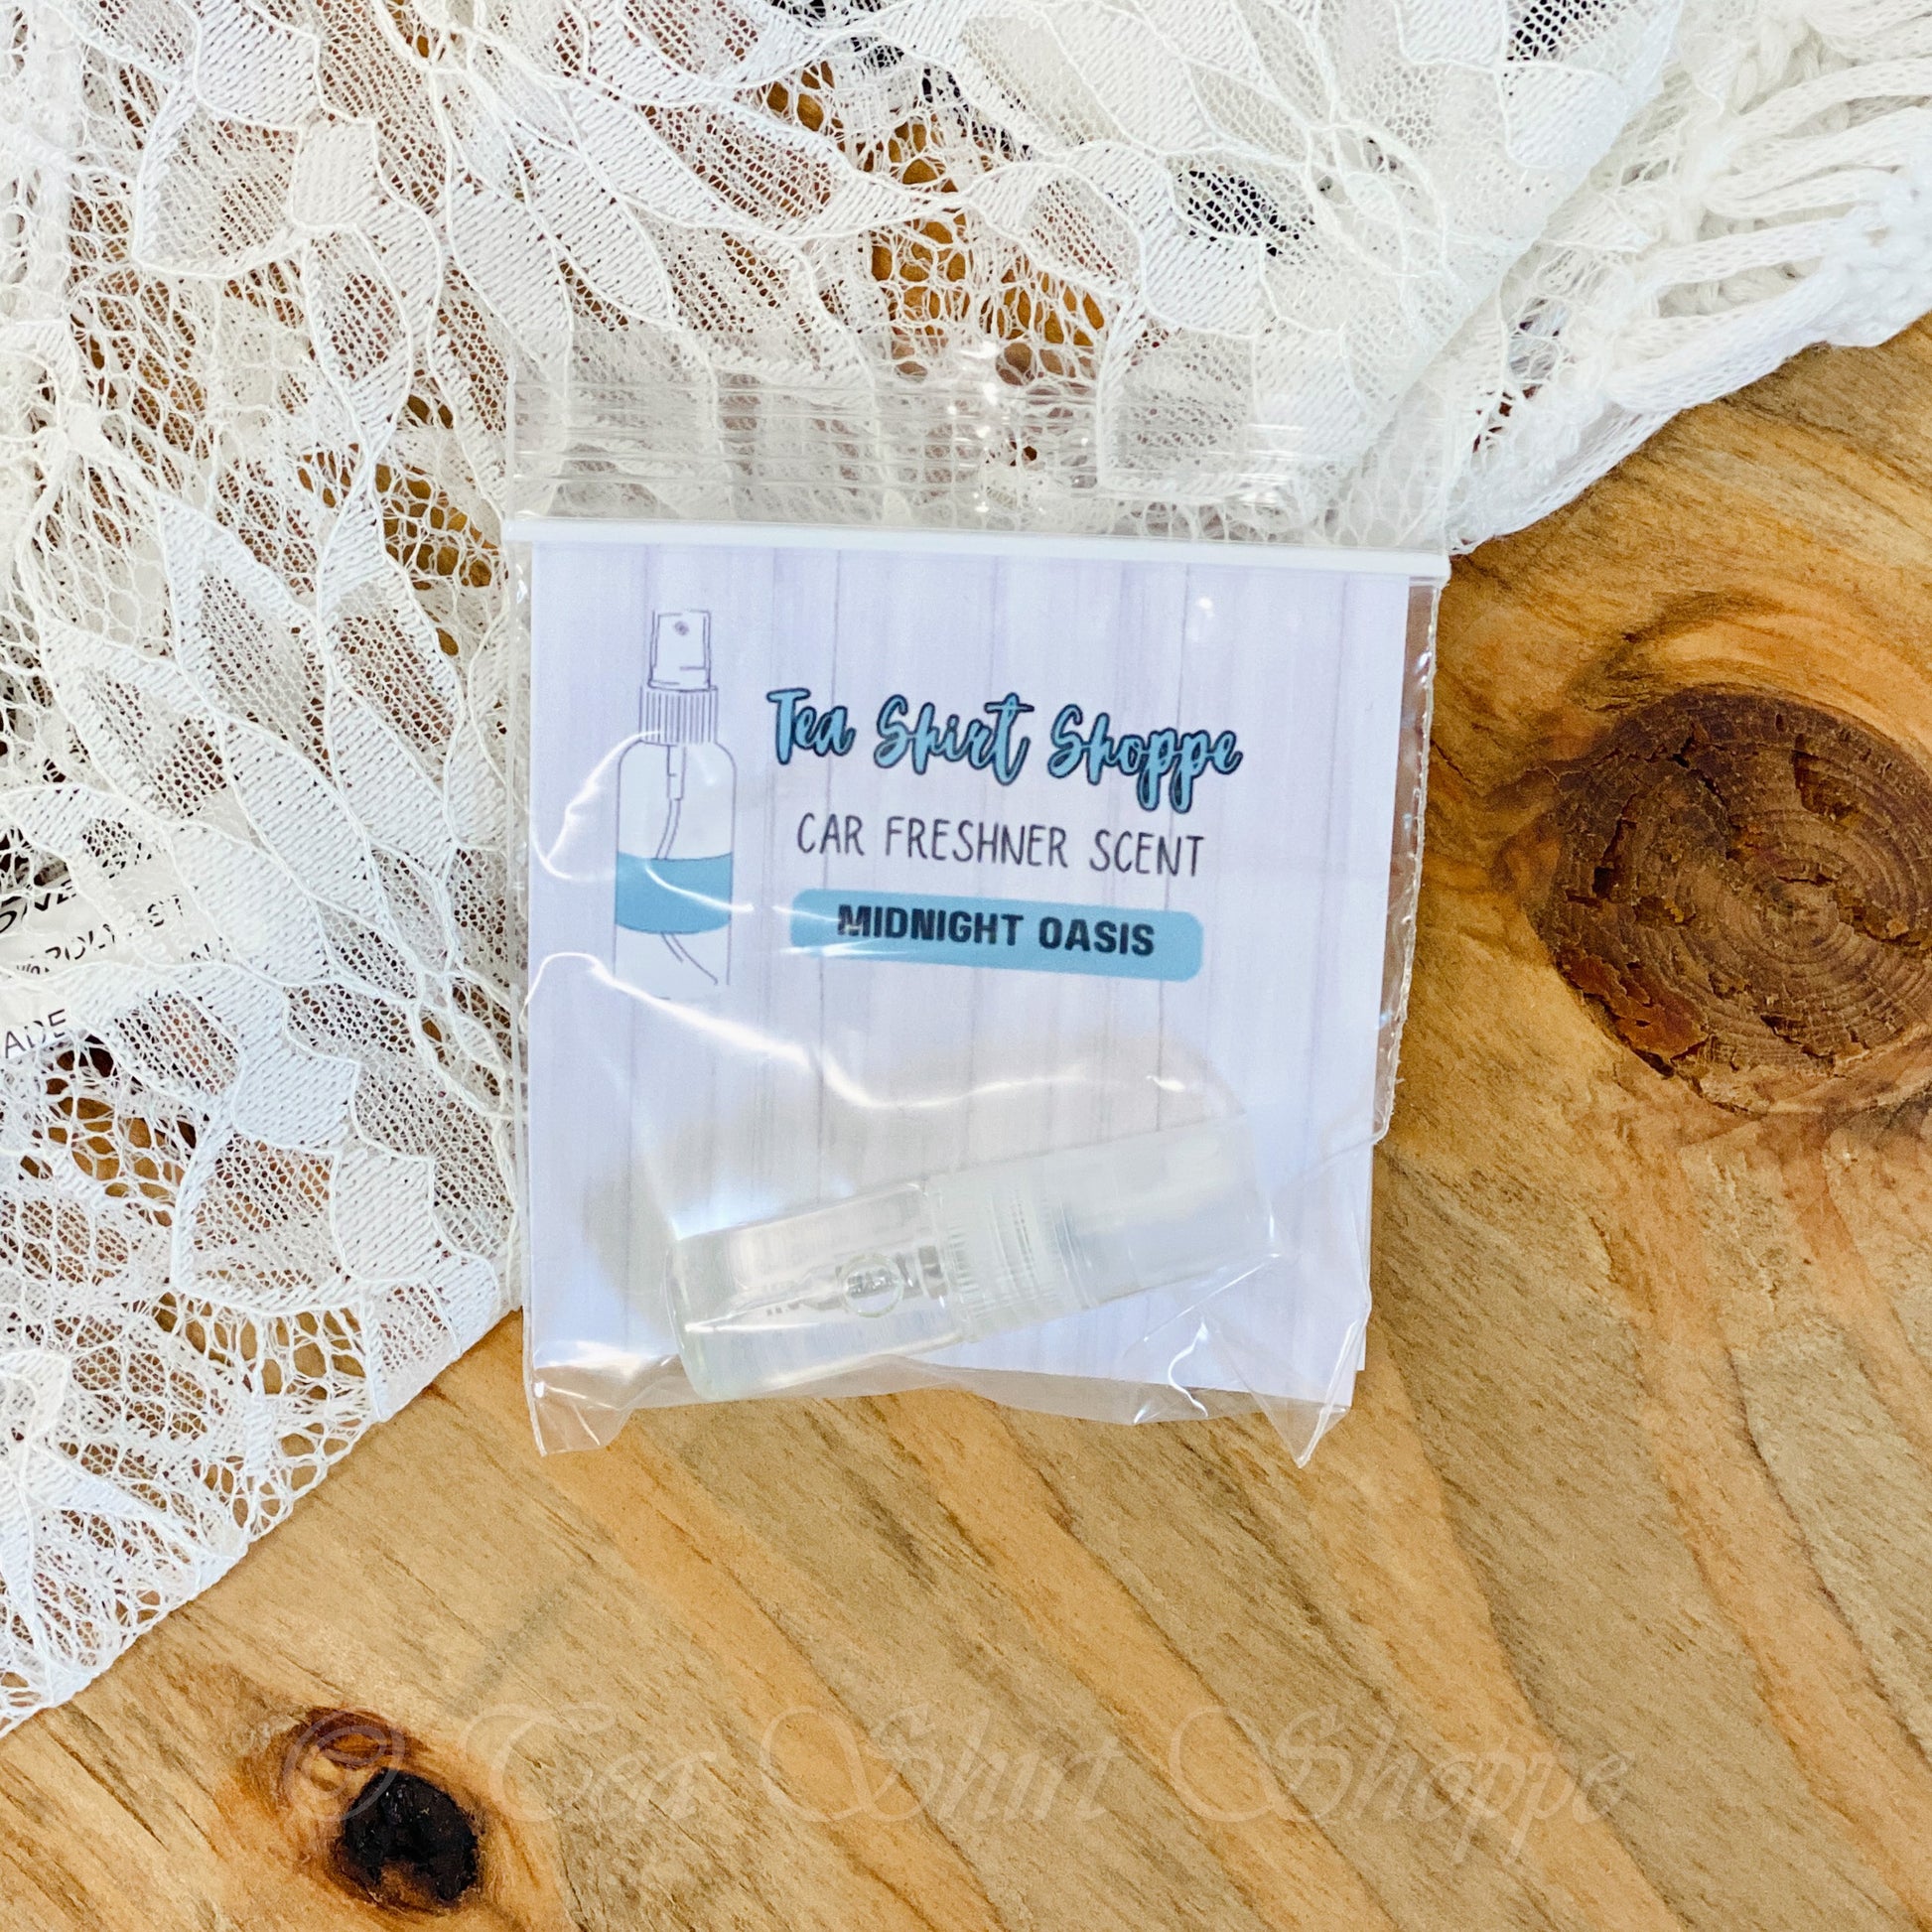 Tea Shirt Shoppe
CAR FRESHNER SCENT
MIDNIGHT OASIS
© Tea Shirt Shoppe